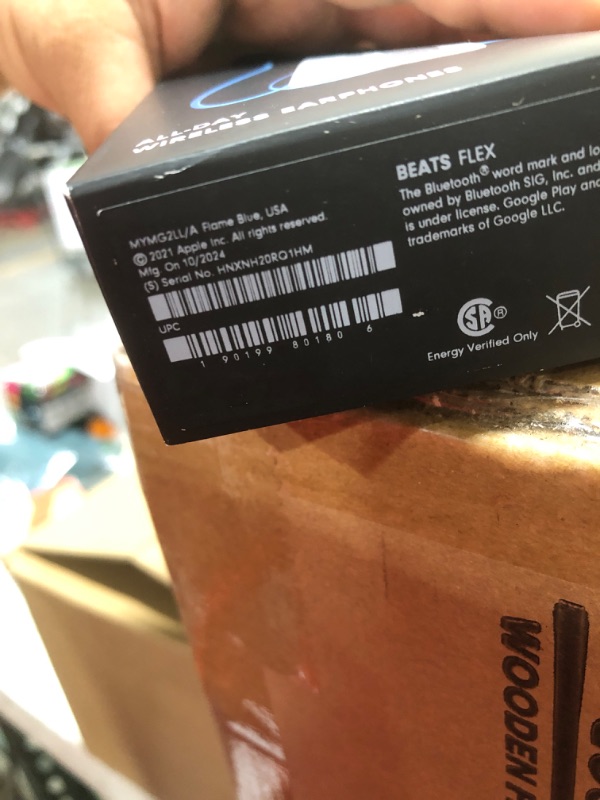 ALL-DAY
WIRELESS EARPHONES
MYMG2LL/A Flame Blue, USA
© 2021 Apple Inc. All rights reserved.
Mfg. On 10/2024
(S) Serial No. HNXNH20RQ1HM
UPC
1 90199 80180 6
BEATS FLEX
The Bluetooth® word mark and lo
owned by Bluetooth SIG, Inc. and
is under license. Google Play and
trademarks of Google LLC.
SA ®
Energy Verified Only
WOODEN